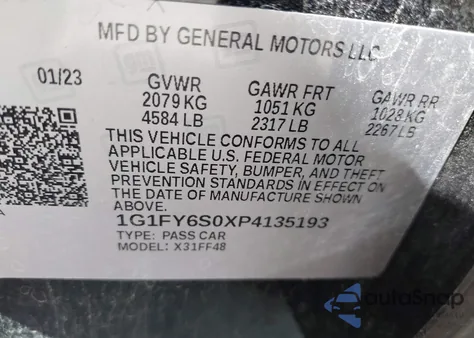 MFD BY GENERAL MOTORS LLC
01/23 GVWR GAWR FRT GAWR RR
2079 KG 1051 KG 1028 KG
4584 LB 2317 LB 2267 LB
THIS VEHICLE CONFORMS TO ALL
APPLICABLE U.S. FEDERAL MOTOR
VEHICLE SAFETY, BUMPER, AND THEFT
PREVENTION STANDARDS IN EFFECT ON
THE DATE OF MANUFACTURE SHOWN
ABOVE.
1G1FY6S0XP4135193
TYPE: PASS CAR
MODEL: X31FF48
AutoSnap